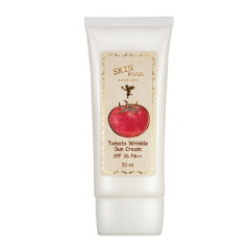 SKIN
FOOD
Tomato Wrinkle
Sun Cream
SPF 36 PA++
50 ml